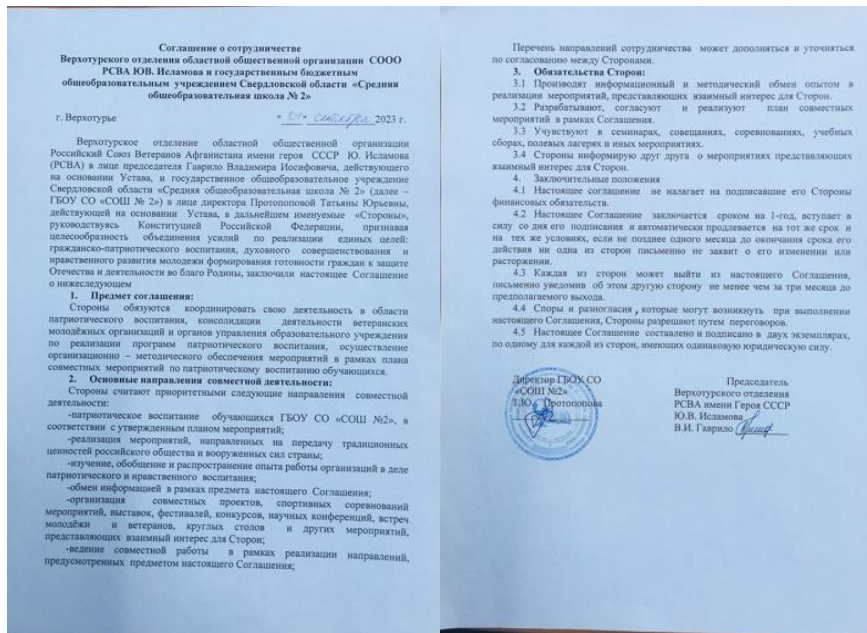 Соглашение о сотрудничестве
Верхотурского отделения областной общественной организации СООО
РСВА ЮВ. Исламова и государственным бюджетным
общеобразовательным учреждением Свердловской области «Средняя
общеобразовательная школа № 2»
г. Верхотурье "01" сентября 2023 г.
Верхотурское отделение областной общественной организации
Российский Союз Ветеранов Афганистана имени героя СССР Ю. Исламова
(РСВА) в лице председателя Гаврило Владимира Иосифовича, действующего
на основании Устава, и государственное общеобразовательное учреждение
Свердловской области «Средняя общеобразовательная школа № 2» (далее –
ГБОУ СО «СОШ № 2») в лице директора Протопоповой Татьяны Юрьевны,
действующей на основании Устава, в дальнейшем именуемые «Стороны»,
руководствуясь Конституцией Российской Федерации, признавая
целесообразность объединения усилий по реализации единых целей:
гражданско-патриотического воспитания, духовного совершенствования и
нравственного развития молодежи формирования готовности граждан к защите
Отечества и деятельности во благо Родины, заключили настоящее Соглашение
о нижеследующем
1. Предмет соглашения:
Стороны обязуются координировать свою деятельность в области
патриотического воспитания, консолидации деятельности ветеранских
молодёжных организаций и органов управления образовательного учреждения
по реализации программ патриотического воспитания, осуществление
организационно – методического обеспечения мероприятий в рамках плана
совместных мероприятий по патриотическому воспитанию обучающихся.
2. Основные направления совместной деятельности:
Стороны считают приоритетными следующие направления совместной
деятельности:
-патриотическое воспитание обучающихся ГБОУ СО «СОШ №2», в
соответствии с утвержденным планом мероприятий;
-реализация мероприятий, направленных на передачу традиционных
ценностей российского общества и вооруженных сил страны;
-изучение, обобщение и распространение опыта работы организаций в деле
патриотического и нравственного воспитания;
-обмен информацией в рамках предмета настоящего Соглашения;
-организация совместных проектов, спортивных соревнований
мероприятий, выставок, фестивалей, конкурсов, научных конференций, встреч
молодёжи и ветеранов, круглых столов и других мероприятий,
представляющих взаимный интерес для Сторон;
-ведение совместной работы в рамках реализации направлений,
предусмотренных предметом настоящего Соглашения;
Перечень направлений сотрудничества может дополняться и уточняться
по согласованию между Сторонами.
3. Обязательства Сторон:
3.1 Производят информационный и методический обмен опытом в
реализации мероприятий, представляющих взаимный интерес для Сторон.
3.2 Разрабатывают, согласуют и реализуют план совместных
мероприятий в рамках Соглашения.
3.3 Учувствуют в семинарах, совещаниях, соревнованиях, учебных
сборах, полевых лагерях и иных мероприятиях.
3.4 Стороны информирую друг друга о мероприятиях представляющих
взаимный интерес для Сторон.
4. Заключительные положения
4.1 Настоящее соглашение не налагает на подписавшие его Стороны
финансовых обязательств.
4.2 Настоящее Соглашение заключается сроком на 1-год, вступает в
силу со дня его подписания и автоматически продлевается на тот же срок и
на тех же условиях, если не позднее одного месяца до окончания срока его
действия ни одна из сторон письменно не заявит о его изменении или
расторжении.
4.3 Каждая из сторон может выйти из настоящего Соглашения,
письменно уведомив об этом другую сторону не менее чем за три месяца до
предполагаемого выхода.
4.4 Споры и разногласия, которые могут возникнуть при выполнении
настоящего Соглашения, Стороны разрешают путем переговоров.
4.5 Настоящее Соглашение составлено и подписано в двух экземплярах,
по одному для каждой из сторон, имеющих одинаковую юридическую силу.
Директор ГБОУ СО
«СОШ №2»
Т.Ю. Протопопова
Председатель
Верхотурского отделения
РСВА имени Героя СССР
Ю.В. Исламова
В.И. Гаврило